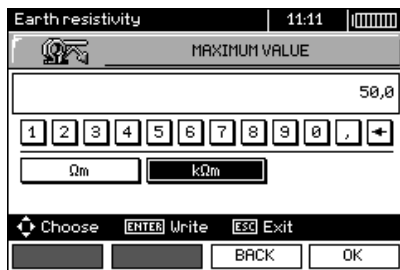 Earth resistivity 11:11
MAXIMUM VALUE
50,0
1 2 3 4 5 6 7 8 9 0 ,
Ωm kΩm
Choose ENTER Write ESC Exit
BACK OK